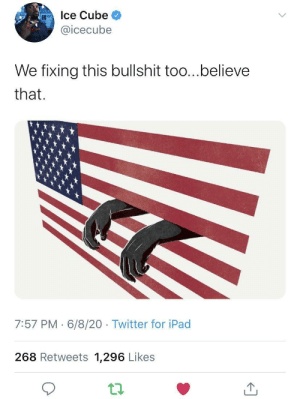 Ice Cube
@icecube
We fixing this bullshit too...believe
that.
7:57 PM · 6/8/20 · Twitter for iPad
268 Retweets 1,296 Likes